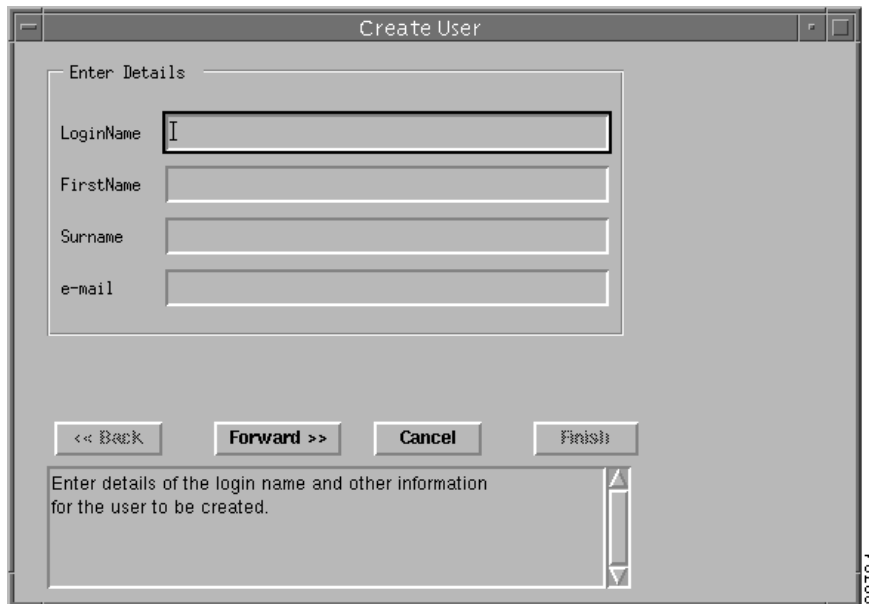 Create User
Enter Details
LoginName
FirstName
Surname
e-mail
<< Back
Forward >>
Cancel
Finish
Enter details of the login name and other information
for the user to be created.